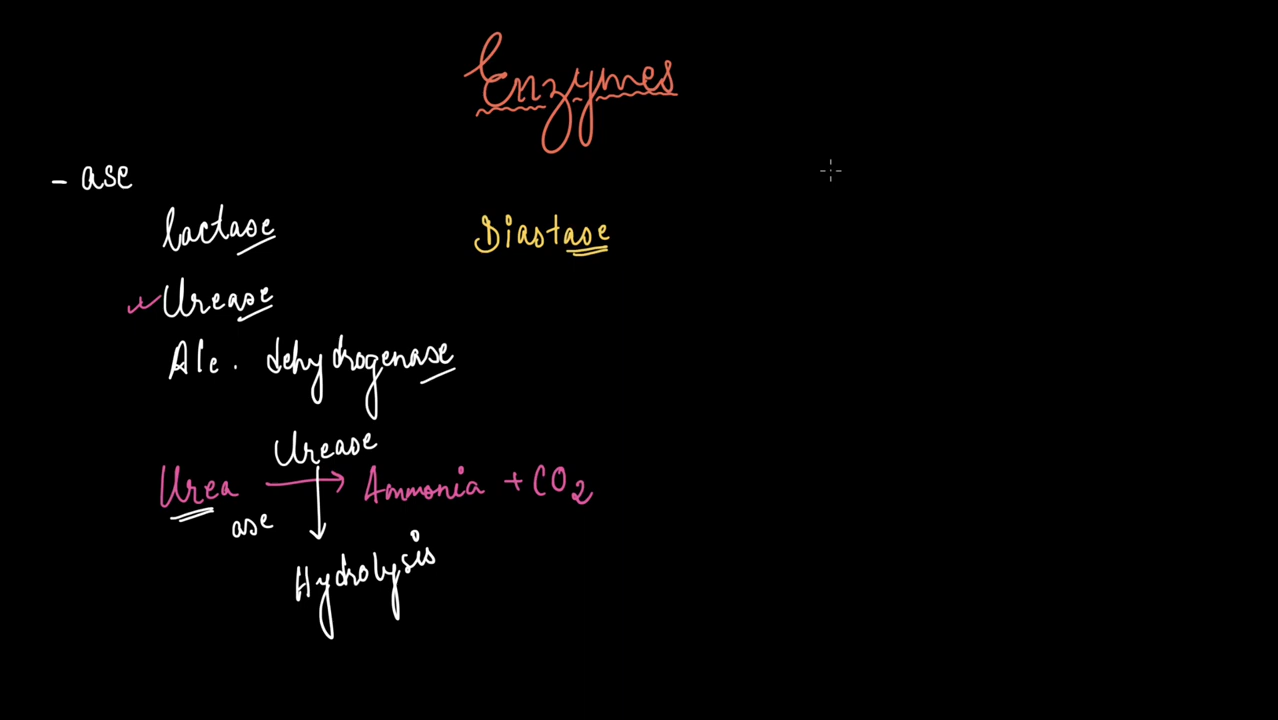 Enzymes
- ase
lactase
Diastase
Urease
Alc. dehydrogenase
Urease
Urea → Ammonia + CO2
ase
Hydrolysis